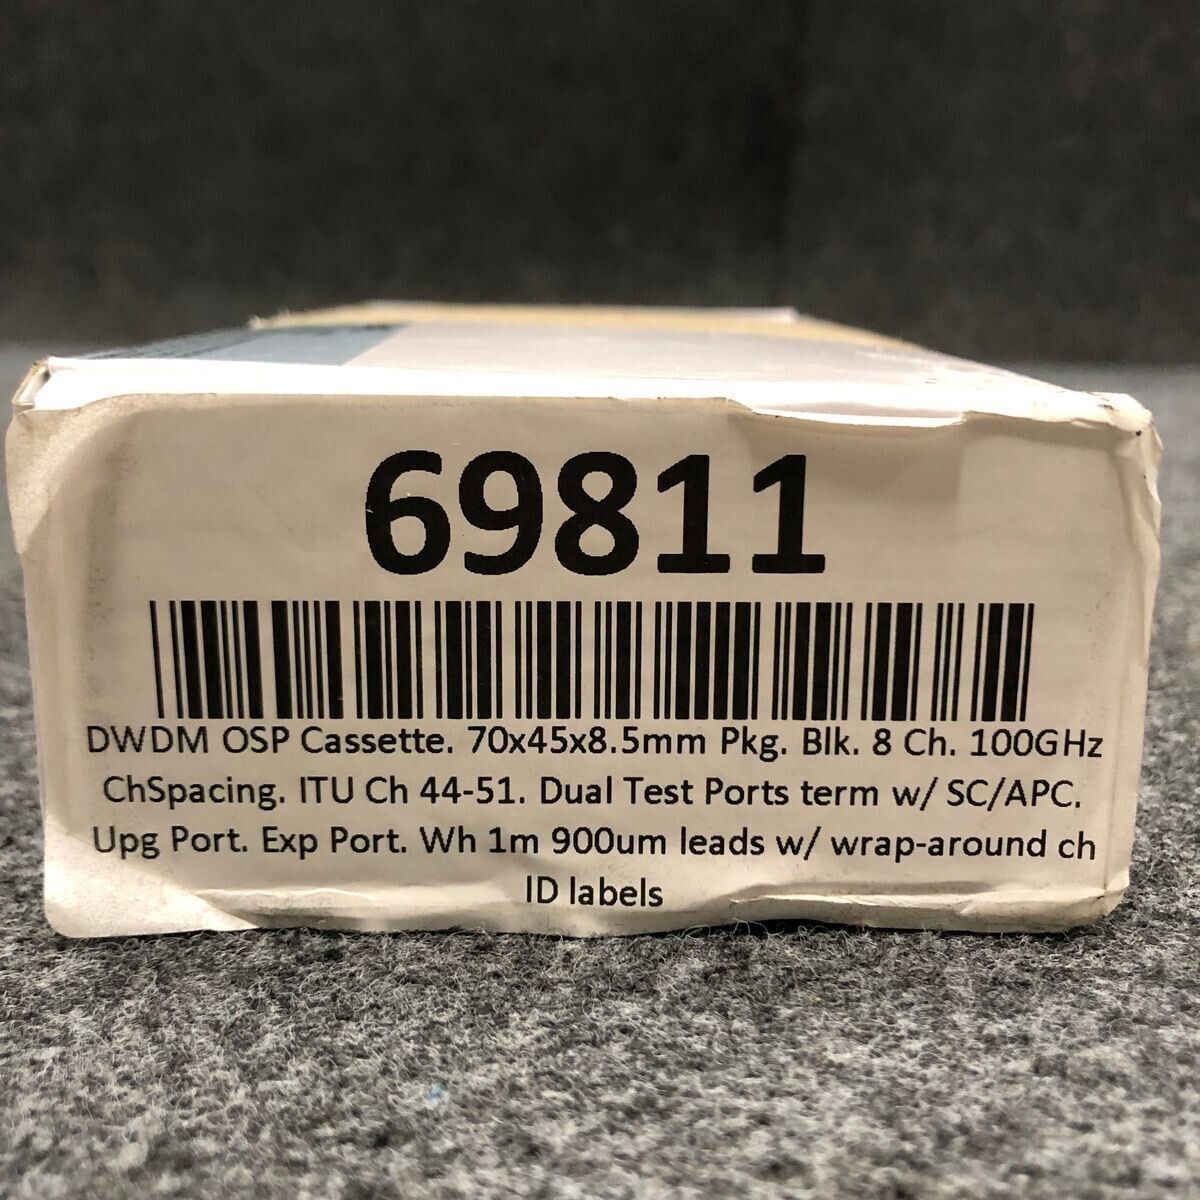 69811
DWDM OSP Cassette. 70x45x8.5mm Pkg. Blk. 8 Ch. 100GHz
ChSpacing. ITU Ch 44-51. Dual Test Ports term w/ SC/APC.
Upg Port. Exp Port. Wh 1m 900um leads w/ wrap-around ch
ID labels